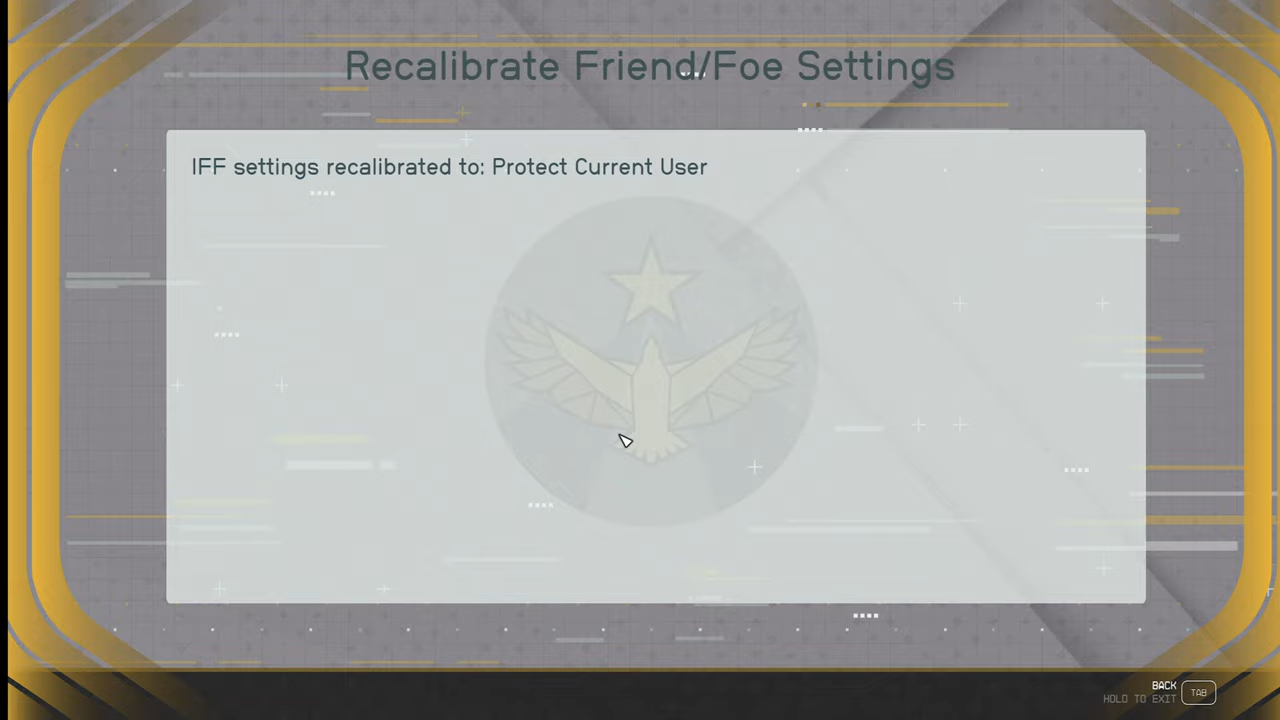 Recalibrate Friend/Foe Settings
IFF settings recalibrated to: Protect Current User
BACK
HOLD TO EXIT
TAB